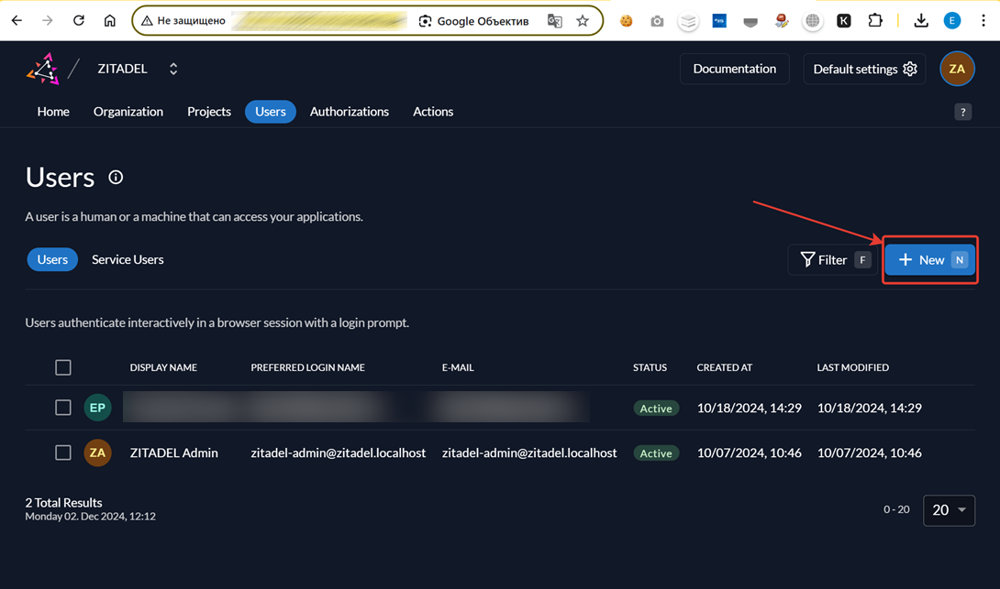 Не защищено Google Объектив K E
ZITADEL Documentation Default settings ZA
Home Organization Projects Users Authorizations Actions ?
Users
A user is a human or a machine that can access your applications.
Users Service Users Filter F + New N
Users authenticate interactively in a browser session with a login prompt.
DISPLAY NAME PREFERRED LOGIN NAME E-MAIL STATUS CREATED AT LAST MODIFIED
EP Active 10/18/2024, 14:29 10/18/2024, 14:29
ZA ZITADEL Admin zitadel-admin@zitadel.localhost zitadel-admin@zitadel.localhost Active 10/07/2024, 10:46 10/07/2024, 10:46
2 Total Results
Monday 02. Dec 2024, 12:12
0 - 20 20